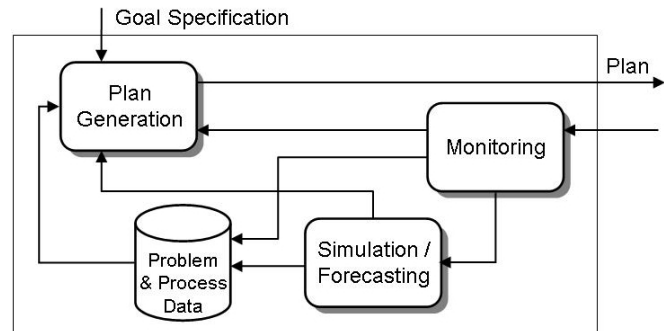 Goal Specification
Plan
Plan
Generation
Monitoring
Simulation /
Forecasting
Problem
& Process
Data